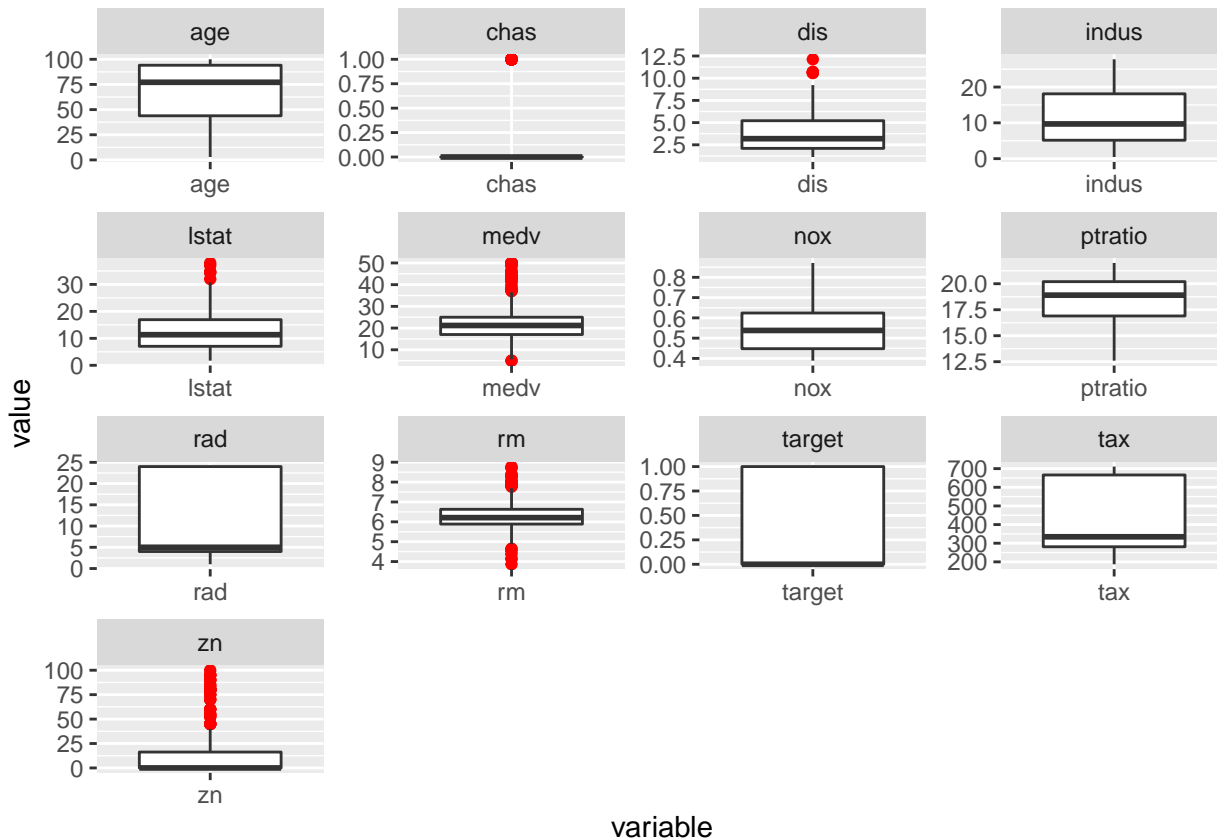 age chas dis indus
100 1.00 12.5
75 0.75 10.0 20
50 0.50 7.5
25 0.25 5.0 10
0 0.00 2.5 0
age chas dis indus
lstat medv nox ptratio
30 50 0.8 20.0
20 40 0.7 17.5
10 30 0.6 15.0
0 20 0.5 12.5
10 0.4
lstat medv nox ptratio
value
rad rm target tax
25 9 1.00 700
20 8 0.75 600
15 7 0.50 500
10 6 0.25 400
5 5 0.00 300
0 4 200
rad rm target tax
zn
100
75
50
25
0
zn
variable